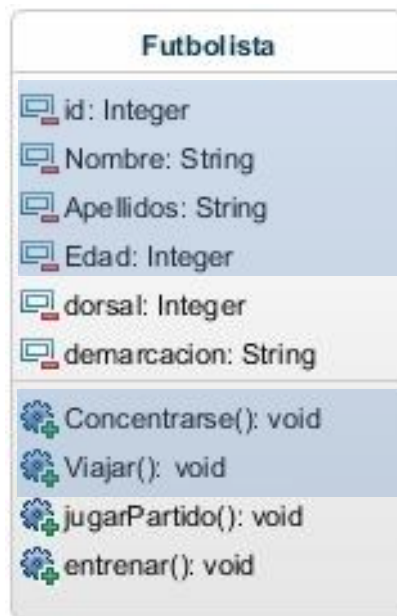 Futbolista
id: Integer
Nombre: String
Apellidos: String
Edad: Integer
dorsal: Integer
demarcacion: String
Concentrarse(): void
Viajar(): void
jugarPartido(): void
entrenar(): void